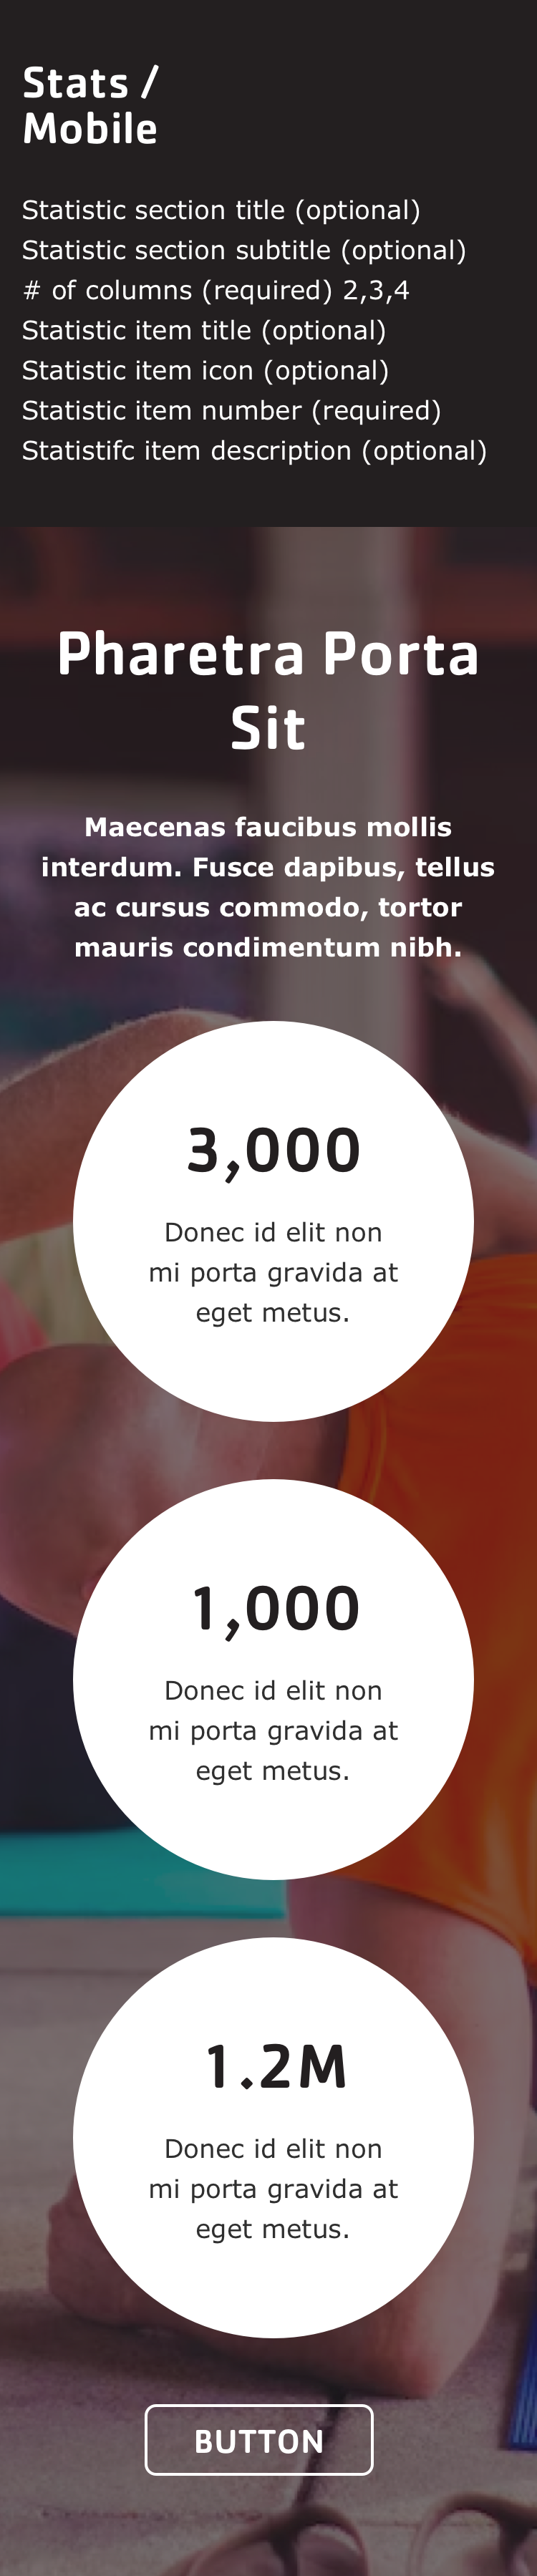 Stats /
Mobile
Statistic section title (optional)
Statistic section subtitle (optional)
# of columns (required) 2,3,4
Statistic item title (optional)
Statistic item icon (optional)
Statistic item number (required)
Statistifc item description (optional)
Pharetra Porta
Sit
Maecenas faucibus mollis
interdum. Fusce dapibus, tellus
ac cursus commodo, tortor
mauris condimentum nibh.
3,000
Donec id elit non
mi porta gravida at
eget metus.
1,000
Donec id elit non
mi porta gravida at
eget metus.
1.2M
Donec id elit non
mi porta gravida at
eget metus.
BUTTON